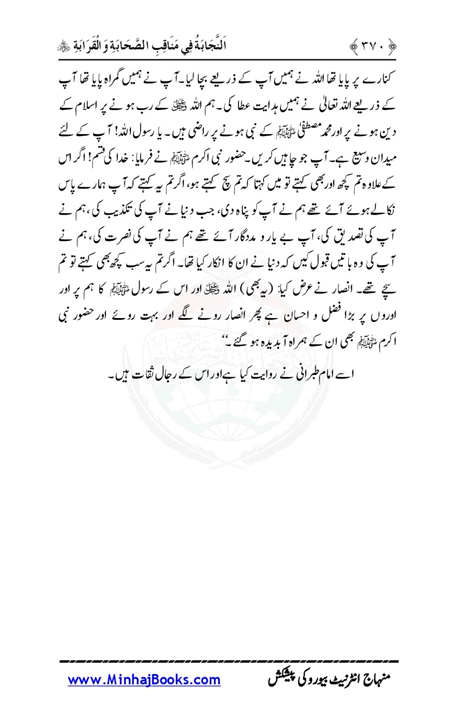 ﴿ ۳۷۰ ﴾ اَلنَّجَابَةُ فِي مَنَاقِبِ الصَّحَابَةِ وَالْقَرَابَةِ ﷺ
کنارے پر پایا تھا اللہ نے ہمیں آپ کے ذریعے بچا لیا۔ آپ نے ہمیں گمراہ پایا تھا آپ
کے ذریعے اللہ تعالیٰ نے ہمیں ہدایت عطا کی۔ ہم اللہ ﷻ کے رب ہونے پر اسلام کے
دین ہونے پر اور محمد مصطفیٰ ﷺ کے نبی ہونے پر راضی ہیں۔ یا رسول اللہ! آپ کے لئے
میدان وسیع ہے۔ آپ جو چاہیں کریں۔ حضور نبی اکرم ﷺ نے فرمایا: خدا کی قسم! اگر اس
کے علاوہ تم کچھ اور بھی کہتے تو میں کہتا کہ تم سچ کہتے ہو، اگر تم یہ کہتے کہ آپ ہمارے پاس
نکالے ہوئے آئے تھے ہم نے آپ کو پناہ دی، جب دنیا نے آپ کی تکذیب کی، ہم نے
آپ کی تصدیق کی، آپ بے یار و مددگار آئے تھے ہم نے آپ کی نصرت کی، ہم نے
آپ کی وہ باتیں قبول کیں کہ دنیا نے ان کا انکار کیا تھا۔ اگر تم یہ سب کچھ بھی کہتے تو تم
سچے تھے۔ انصار نے عرض کیا: (یہ بھی) اللہ ﷻ اور اس کے رسول ﷺ کا ہم پر اور
اوروں پر بڑا فضل و احسان ہے پھر انصار رونے لگے اور بہت روئے اور حضور نبی
اکرم ﷺ بھی ان کے ہمراہ آبدیدہ ہو گئے۔‘‘
اسے امام طبرانی نے روایت کیا ہے اور اس کے رجال ثقات ہیں۔
منہاج انٹرنیٹ بیورو کی پیشکش www.MinhajBooks.com